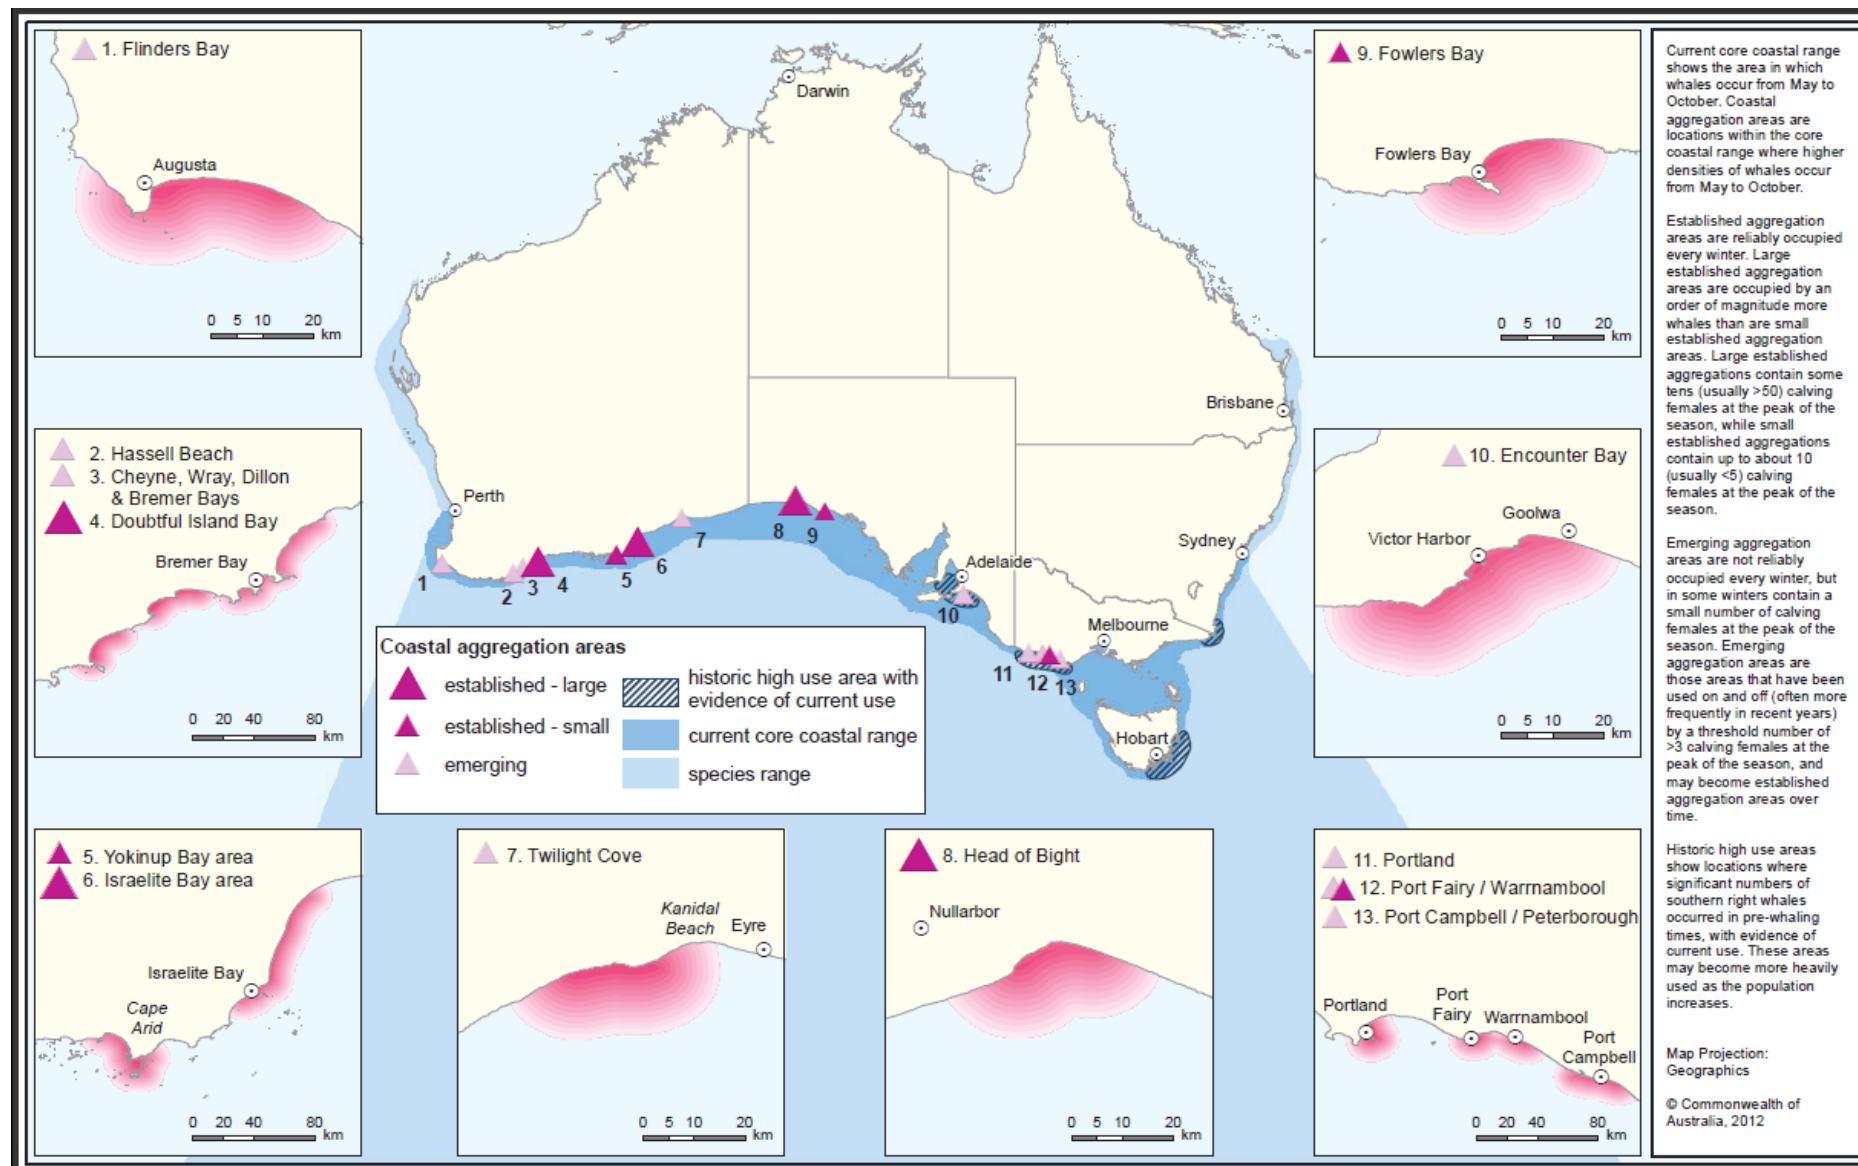 1. Flinders Bay
Augusta
0 5 10 20
km
2. Hassell Beach
3. Cheyne, Wray, Dillon
& Bremer Bays
4. Doubtful Island Bay
Bremer Bay
0 20 40 80
km
5. Yokinup Bay area
6. Israelite Bay area
Israelite Bay
Cape
Arid
0 20 40 80
km
Darwin
Brisbane
Perth
Sydney
Adelaide
Melbourne
Hobart
1
2
3
4
5
6
7
8
9
10
11
12
13
Coastal aggregation areas
established - large
established - small
emerging
historic high use area with
evidence of current use
current core coastal range
species range
7. Twilight Cove
Kanidal
Beach
Eyre
0 5 10 20
km
8. Head of Bight
Nullarbor
0 5 10 20
km
9. Fowlers Bay
Fowlers Bay
0 5 10 20
km
10. Encounter Bay
Goolwa
Victor Harbor
0 5 10 20
km
11. Portland
12. Port Fairy / Warrnambool
13. Port Campbell / Peterborough
Portland
Port
Fairy
Warrnambool
Port
Campbell
0 20 40 80
km
Current core coastal range
shows the area in which
whales occur from May to
October. Coastal
aggregation areas are
locations within the core
coastal range where higher
densities of whales occur
from May to October.
Established aggregation
areas are reliably occupied
every winter. Large
established aggregation
areas are occupied by an
order of magnitude more
whales than are small
established aggregation
areas. Large established
aggregations contain some
tens (usually >50) calving
females at the peak of the
season, while small
established aggregations
contain up to about 10
(usually <5) calving
females at the peak of the
season.
Emerging aggregation
areas are not reliably
occupied every winter, but
in some winters contain a
small number of calving
females at the peak of the
season. Emerging
aggregation areas are
those areas that have been
used on and off (often more
frequently in recent years)
by a threshold number of
>3 calving females at the
peak of the season, and
may become established
aggregation areas over
time.
Historic high use areas
show locations where
significant numbers of
southern right whales
occurred in pre-whaling
times, with evidence of
current use. These areas
may become more heavily
used as the population
increases.
Map Projection:
Geographics
© Commonwealth of
Australia, 2012